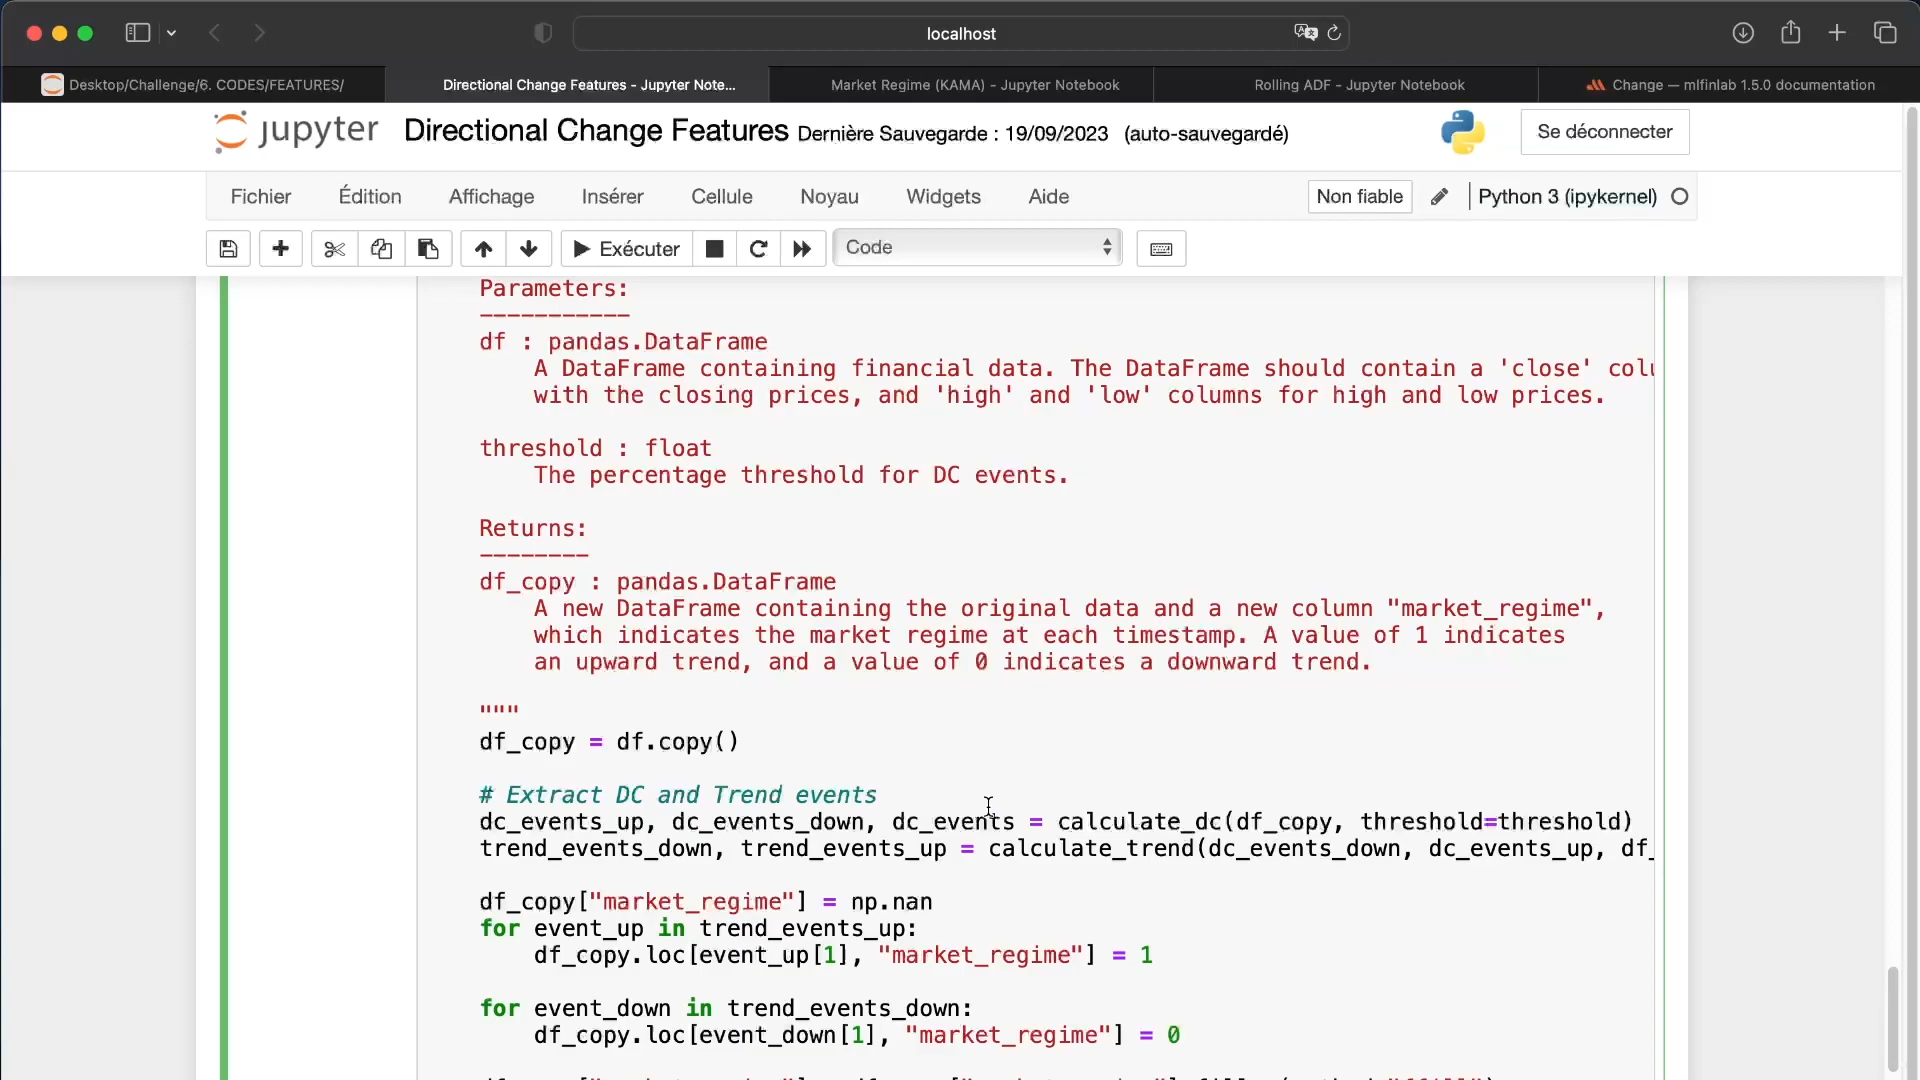 localhost
Desktop/Challenge/6. CODES/FEATURES/
Directional Change Features - Jupyter Note...
Market Regime (KAMA) - Jupyter Notebook
Rolling ADF - Jupyter Notebook
Change — mlfinlab 1.5.0 documentation
jupyter Directional Change Features Dernière Sauvegarde : 19/09/2023 (auto-sauvegardé)
Se déconnecter
Fichier Édition Affichage Insérer Cellule Noyau Widgets Aide
Non fiable
Python 3 (ipykernel)
Exécuter
Code
Parameters:
-----------
df : pandas.DataFrame
A DataFrame containing financial data. The DataFrame should contain a 'close' colu
with the closing prices, and 'high' and 'low' columns for high and low prices.
threshold : float
The percentage threshold for DC events.
Returns:
--------
df_copy : pandas.DataFrame
A new DataFrame containing the original data and a new column "market_regime",
which indicates the market regime at each timestamp. A value of 1 indicates
an upward trend, and a value of 0 indicates a downward trend.
"""
df_copy = df.copy()
# Extract DC and Trend events
dc_events_up, dc_events_down, dc_events = calculate_dc(df_copy, threshold=threshold)
trend_events_down, trend_events_up = calculate_trend(dc_events_down, dc_events_up, df_
df_copy["market_regime"] = np.nan
for event_up in trend_events_up:
df_copy.loc[event_up[1], "market_regime"] = 1
for event_down in trend_events_down:
df_copy.loc[event_down[1], "market_regime"] = 0